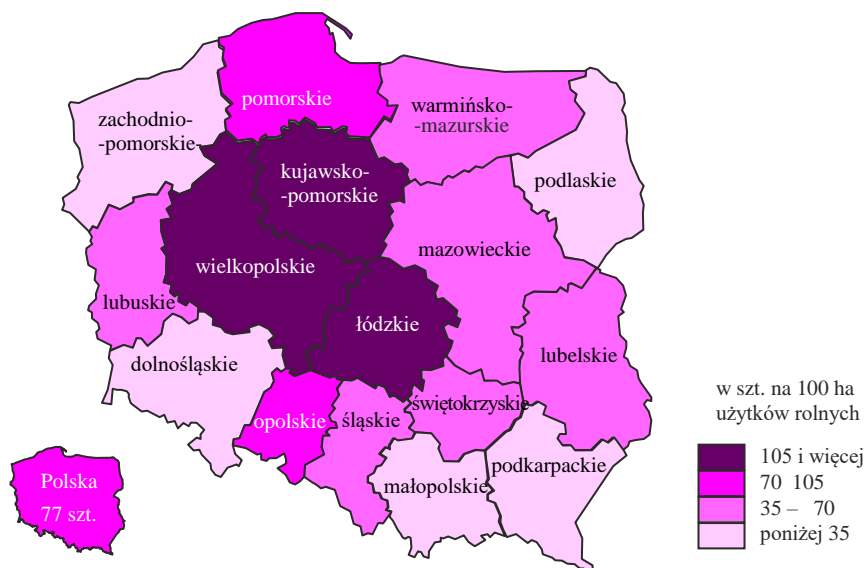 pomorskie
warmińsko-
-mazurskie
zachodnio-
-pomorskie-
kujawsko-
-pomorskie
podlaskie
mazowieckie
wielkopolskie
lubuskie
łódzkie
dolnośląskie
lubelskie
opolskie
śląskie
świętokrzyskie
małopolskie
podkarpackie
Polska
77 szt.
w szt. na 100 ha
użytków rolnych
105 i więcej
70 105
35 – 70
poniżej 35